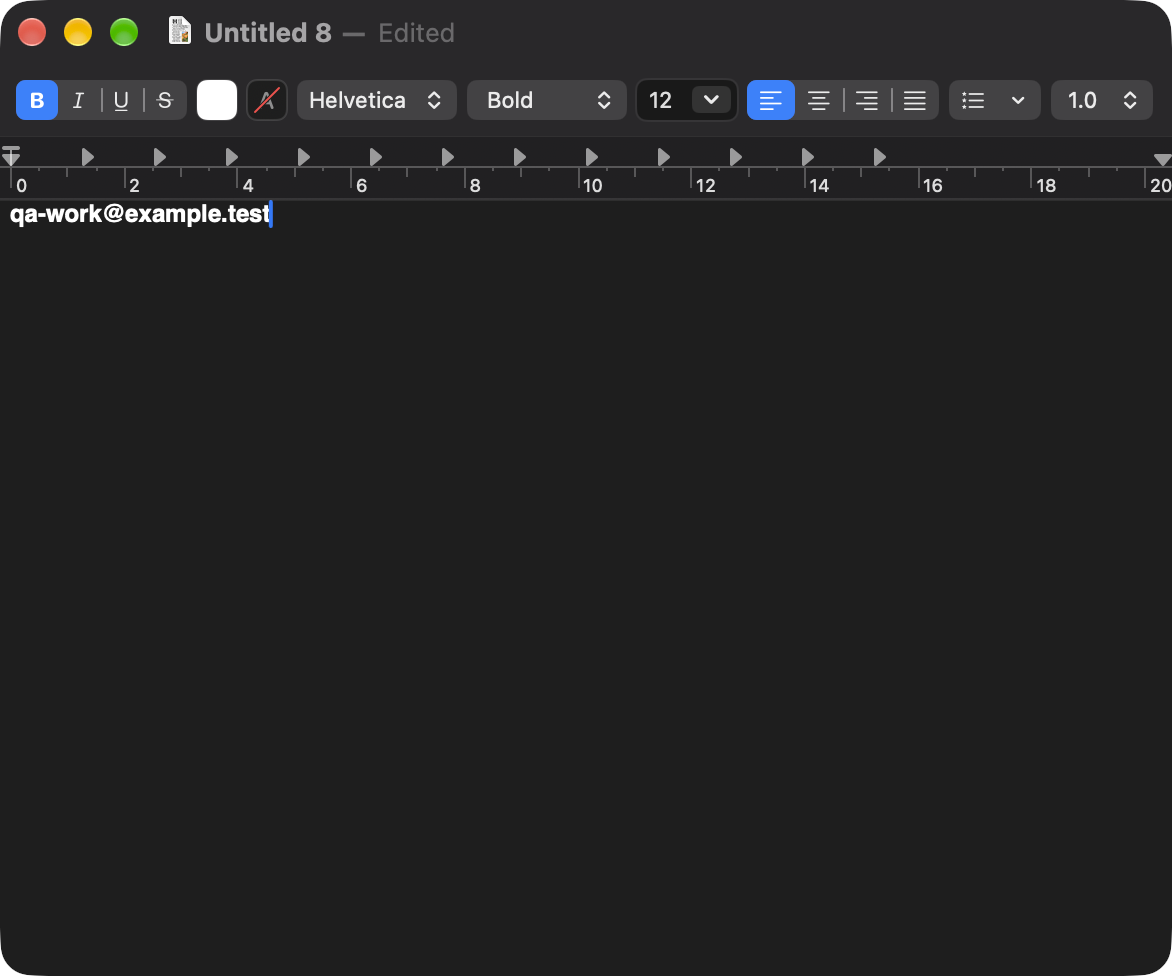 Untitled 8 — Edited
B I U S A Helvetica Bold 12 1.0
0 2 4 6 8 10 12 14 16 18 20
qa-work@example.test